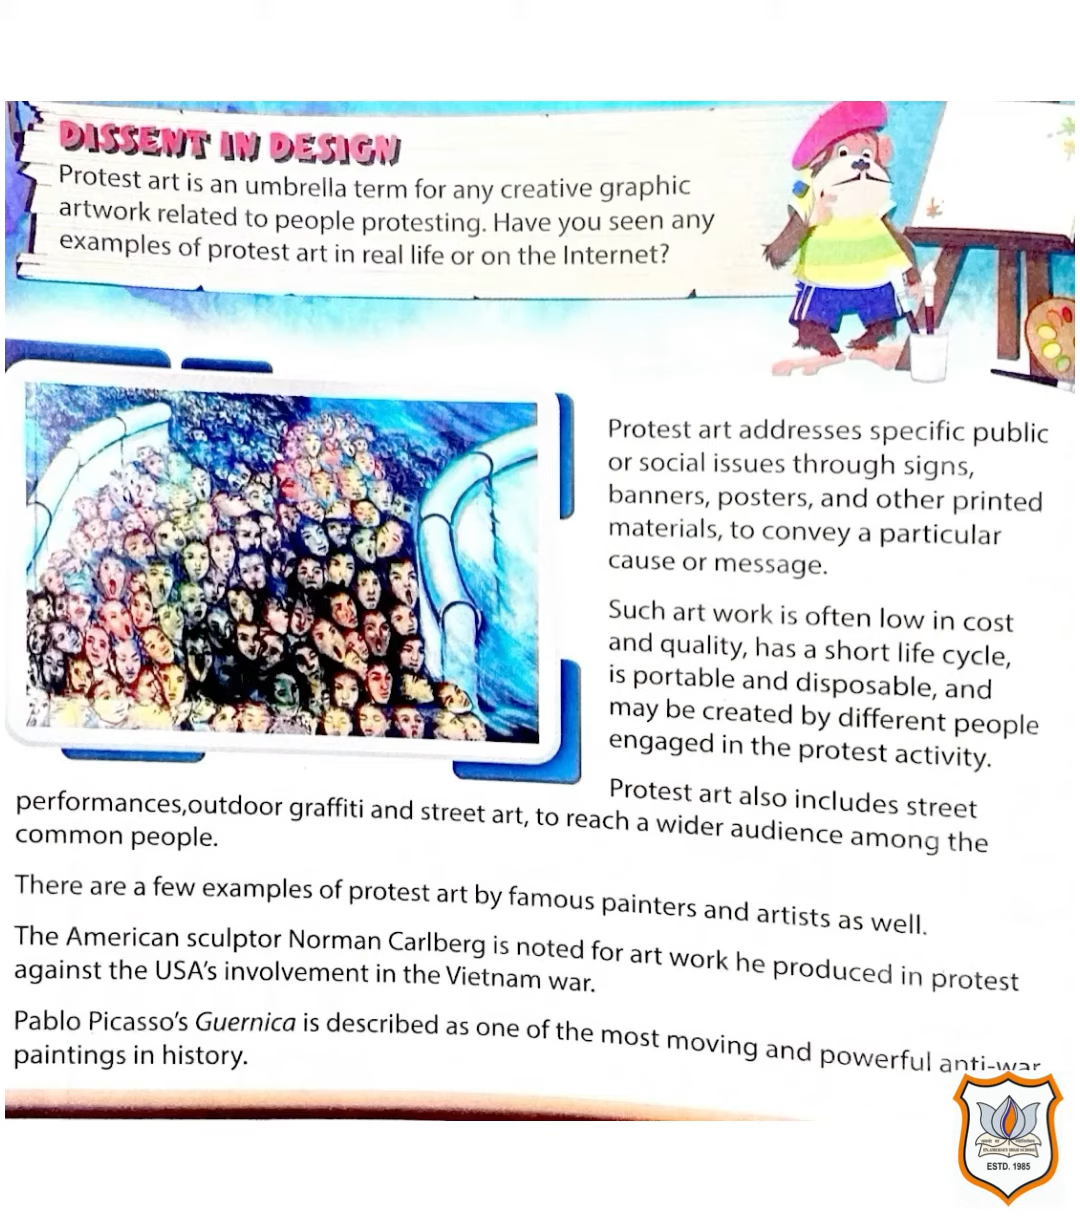 DISSENT IN DESIGN
Protest art is an umbrella term for any creative graphic
artwork related to people protesting. Have you seen any
examples of protest art in real life or on the Internet?
Protest art addresses specific public
or social issues through signs,
banners, posters, and other printed
materials, to convey a particular
cause or message.
Such art work is often low in cost
and quality, has a short life cycle,
is portable and disposable, and
may be created by different people
engaged in the protest activity.
Protest art also includes street
performances,outdoor graffiti and street art, to reach a wider audience among the
common people.
There are a few examples of protest art by famous painters and artists as well.
The American sculptor Norman Carlberg is noted for art work he produced in protest
against the USA's involvement in the Vietnam war.
Pablo Picasso's Guernica is described as one of the most moving and powerful anti-war
paintings in history.
ESTD. 1985